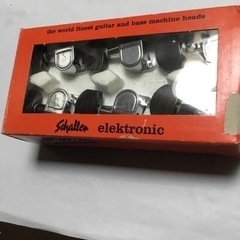 the world finest guitar and bass machine heads
Schaller elektronic